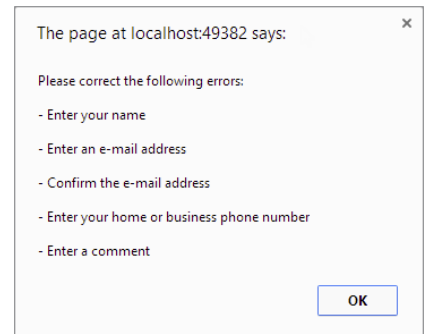 The page at localhost:49382 says:
Please correct the following errors:
- Enter your name
- Enter an e-mail address
- Confirm the e-mail address
- Enter your home or business phone number
- Enter a comment
OK